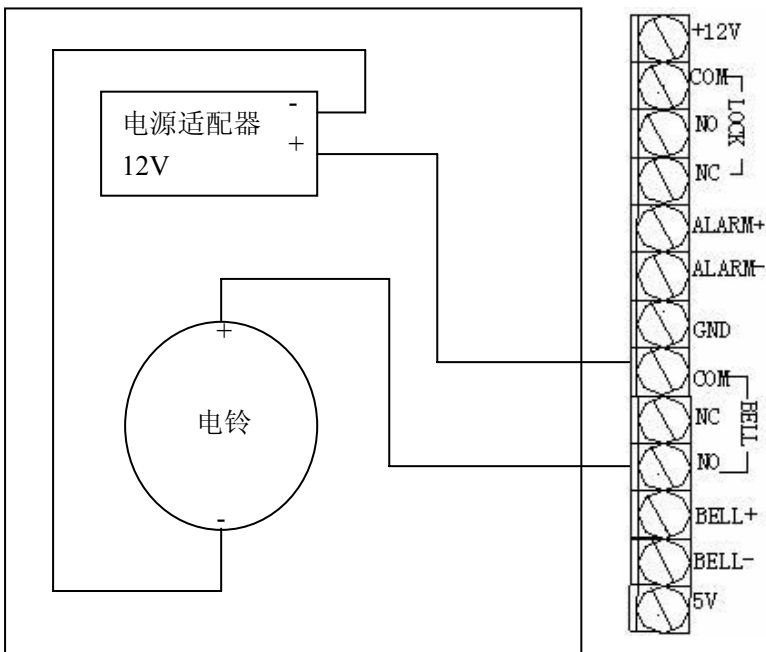 电源适配器
12V
-
+
+
电铃
-
+12V
COM
NO
NC
LOCK
ALARM+
ALARM-
GND
COM
NC
NO
BELL
BELL+
BELL-
5V